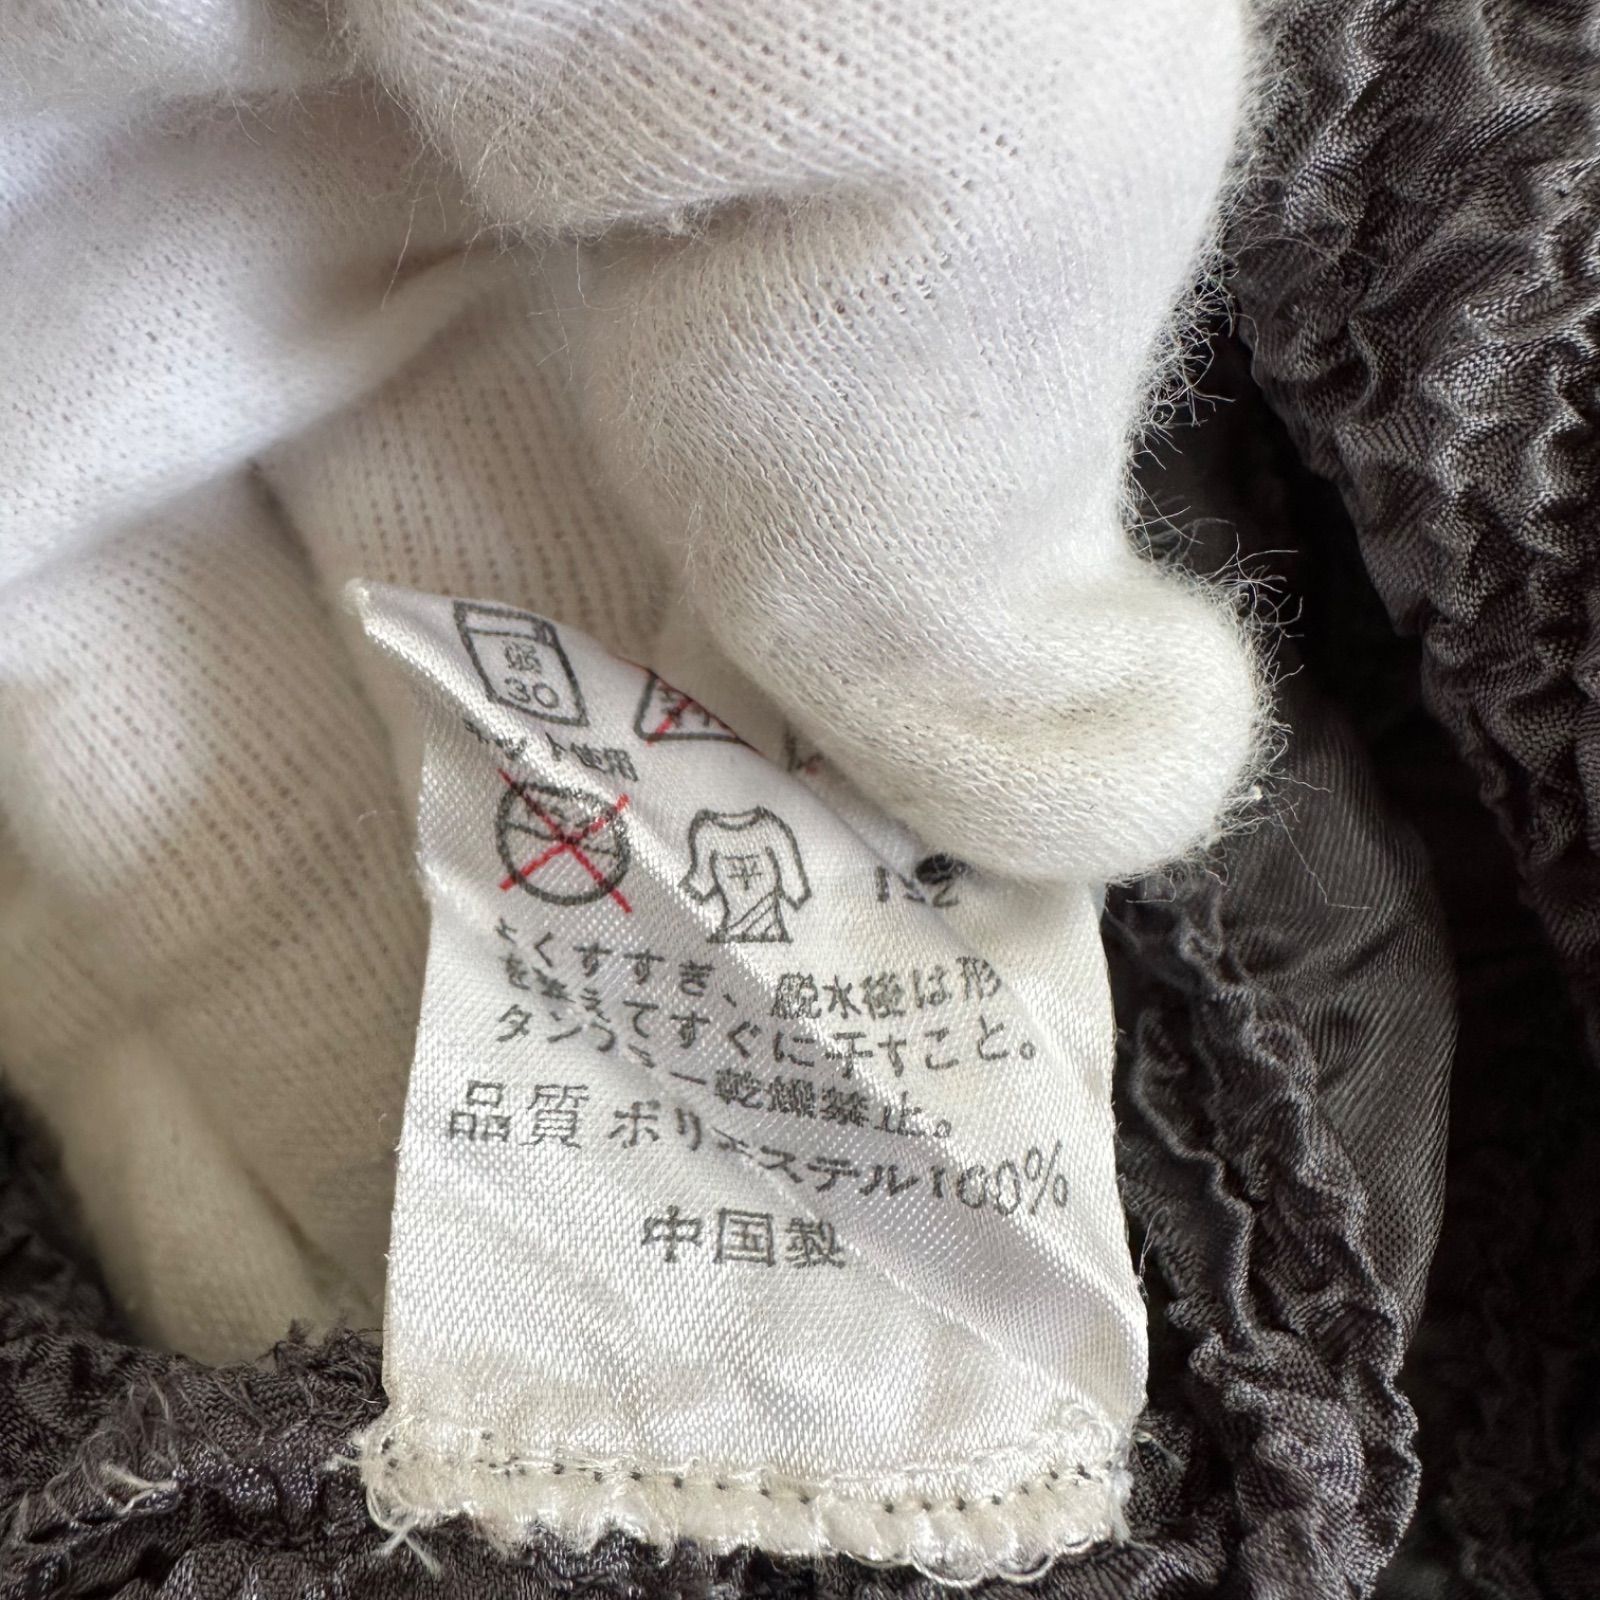 弱
30
ネット使用
平
192
よくすすぎ、脱水後は形
を整えてすぐに干すこと。
タンブラー乾燥禁止。
品質 ポリエステル100%
中国製